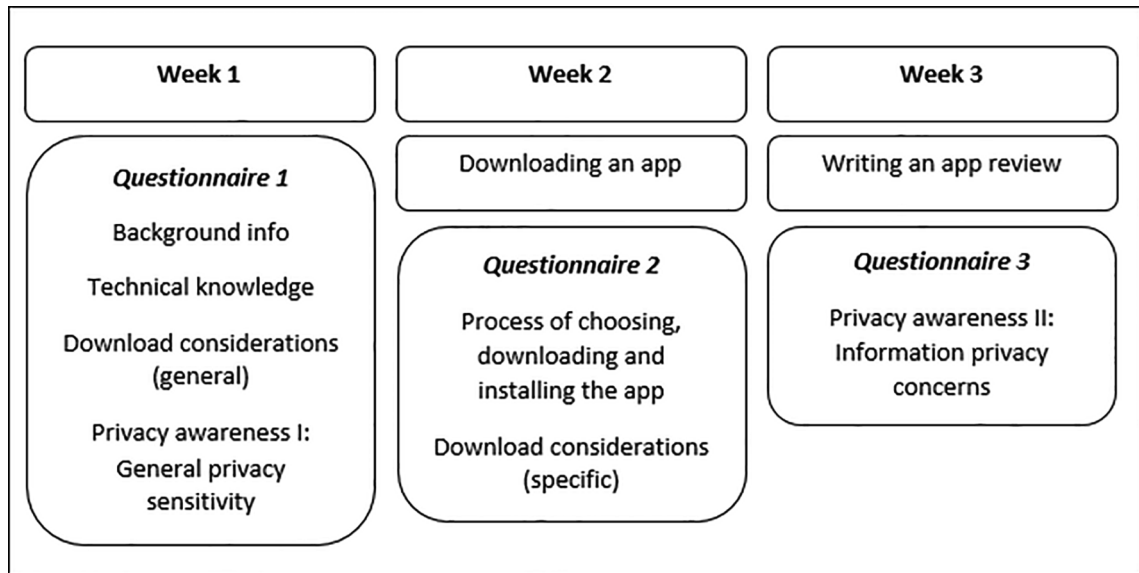 Week 1
Questionnaire 1
Background info
Technical knowledge
Download considerations
(general)
Privacy awareness I:
General privacy
sensitivity
Week 2
Downloading an app
Questionnaire 2
Process of choosing,
downloading and
installing the app
Download considerations
(specific)
Week 3
Writing an app review
Questionnaire 3
Privacy awareness II:
Information privacy
concerns